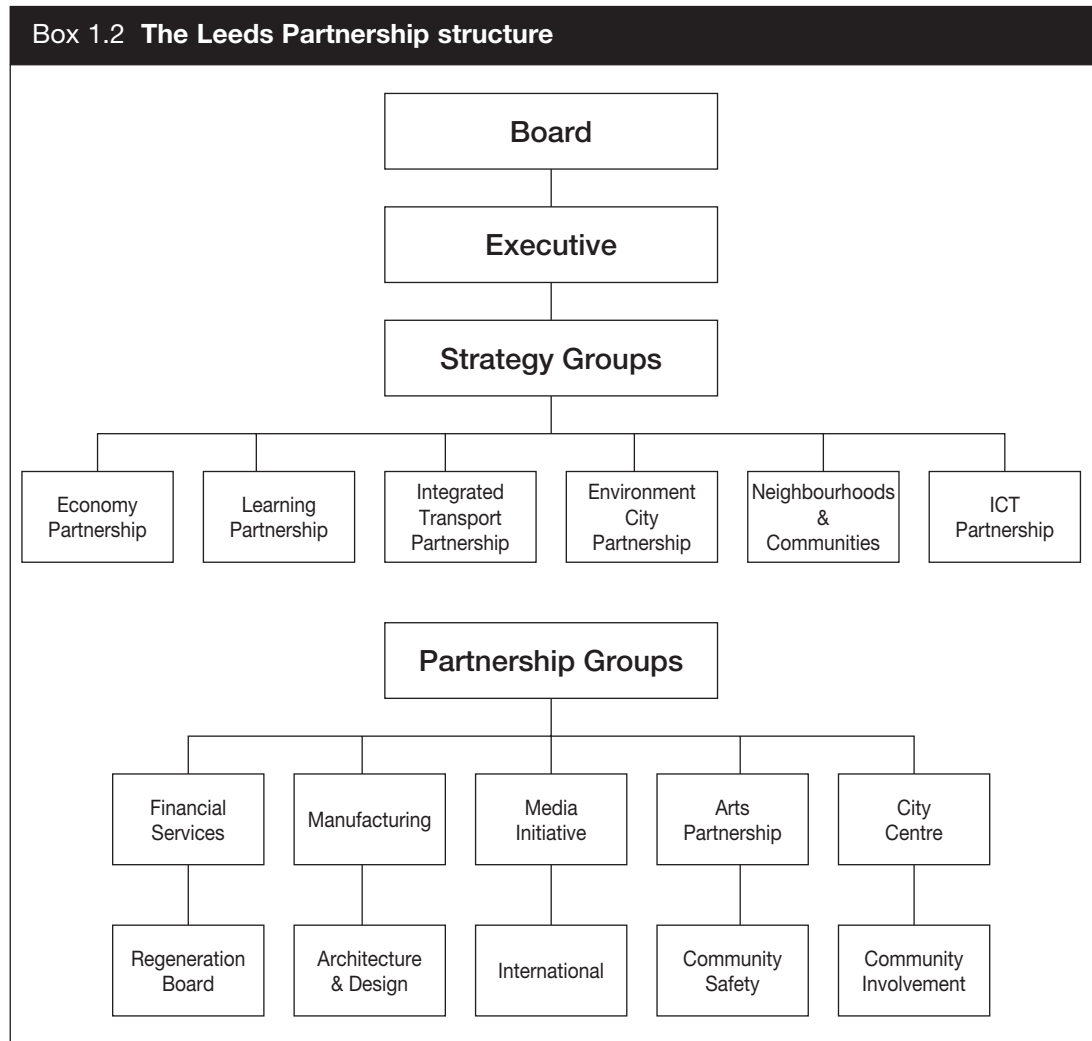 Box 1.2 The Leeds Partnership structure
Board
Executive
Strategy Groups
Economy
Partnership
Learning
Partnership
Integrated
Transport
Partnership
Environment
City
Partnership
Neighbourhoods
&
Communities
ICT
Partnership
Partnership Groups
Financial
Services
Manufacturing
Media
Initiative
Arts
Partnership
City
Centre
Regeneration
Board
Architecture
& Design
International
Community
Safety
Community
Involvement